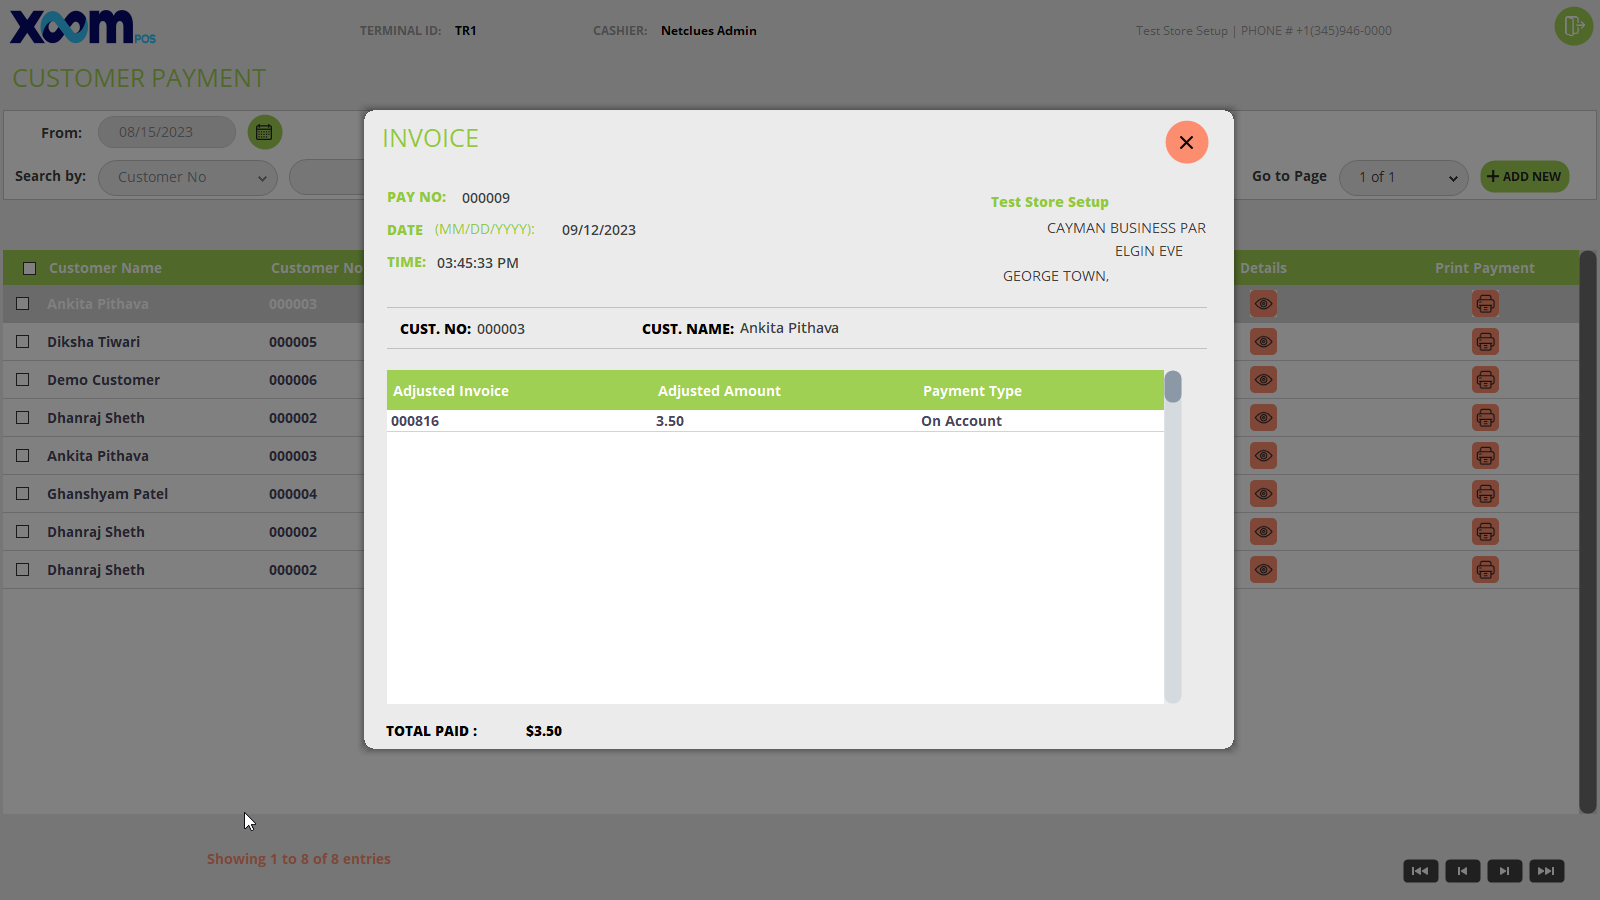 xoom POS
TERMINAL ID: TR1 CASHIER: Netclues Admin Test Store Setup | PHONE # +1(345)946-0000
CUSTOMER PAYMENT
From: 08/15/2023
Search by: Customer No Go to Page 1 of 1 + ADD NEW
Customer Name Customer No Details Print Payment
Ankita Pithava 000003
Diksha Tiwari 000005
Demo Customer 000006
Dhanraj Sheth 000002
Ankita Pithava 000003
Ghanshyam Patel 000004
Dhanraj Sheth 000002
Dhanraj Sheth 000002
Showing 1 to 8 of 8 entries
INVOICE
PAY NO: 000009
DATE (MM/DD/YYYY): 09/12/2023
TIME: 03:45:33 PM
Test Store Setup
CAYMAN BUSINESS PAR
ELGIN EVE
GEORGE TOWN,
CUST. NO: 000003 CUST. NAME: Ankita Pithava
Adjusted Invoice Adjusted Amount Payment Type
000816 3.50 On Account
TOTAL PAID : $3.50